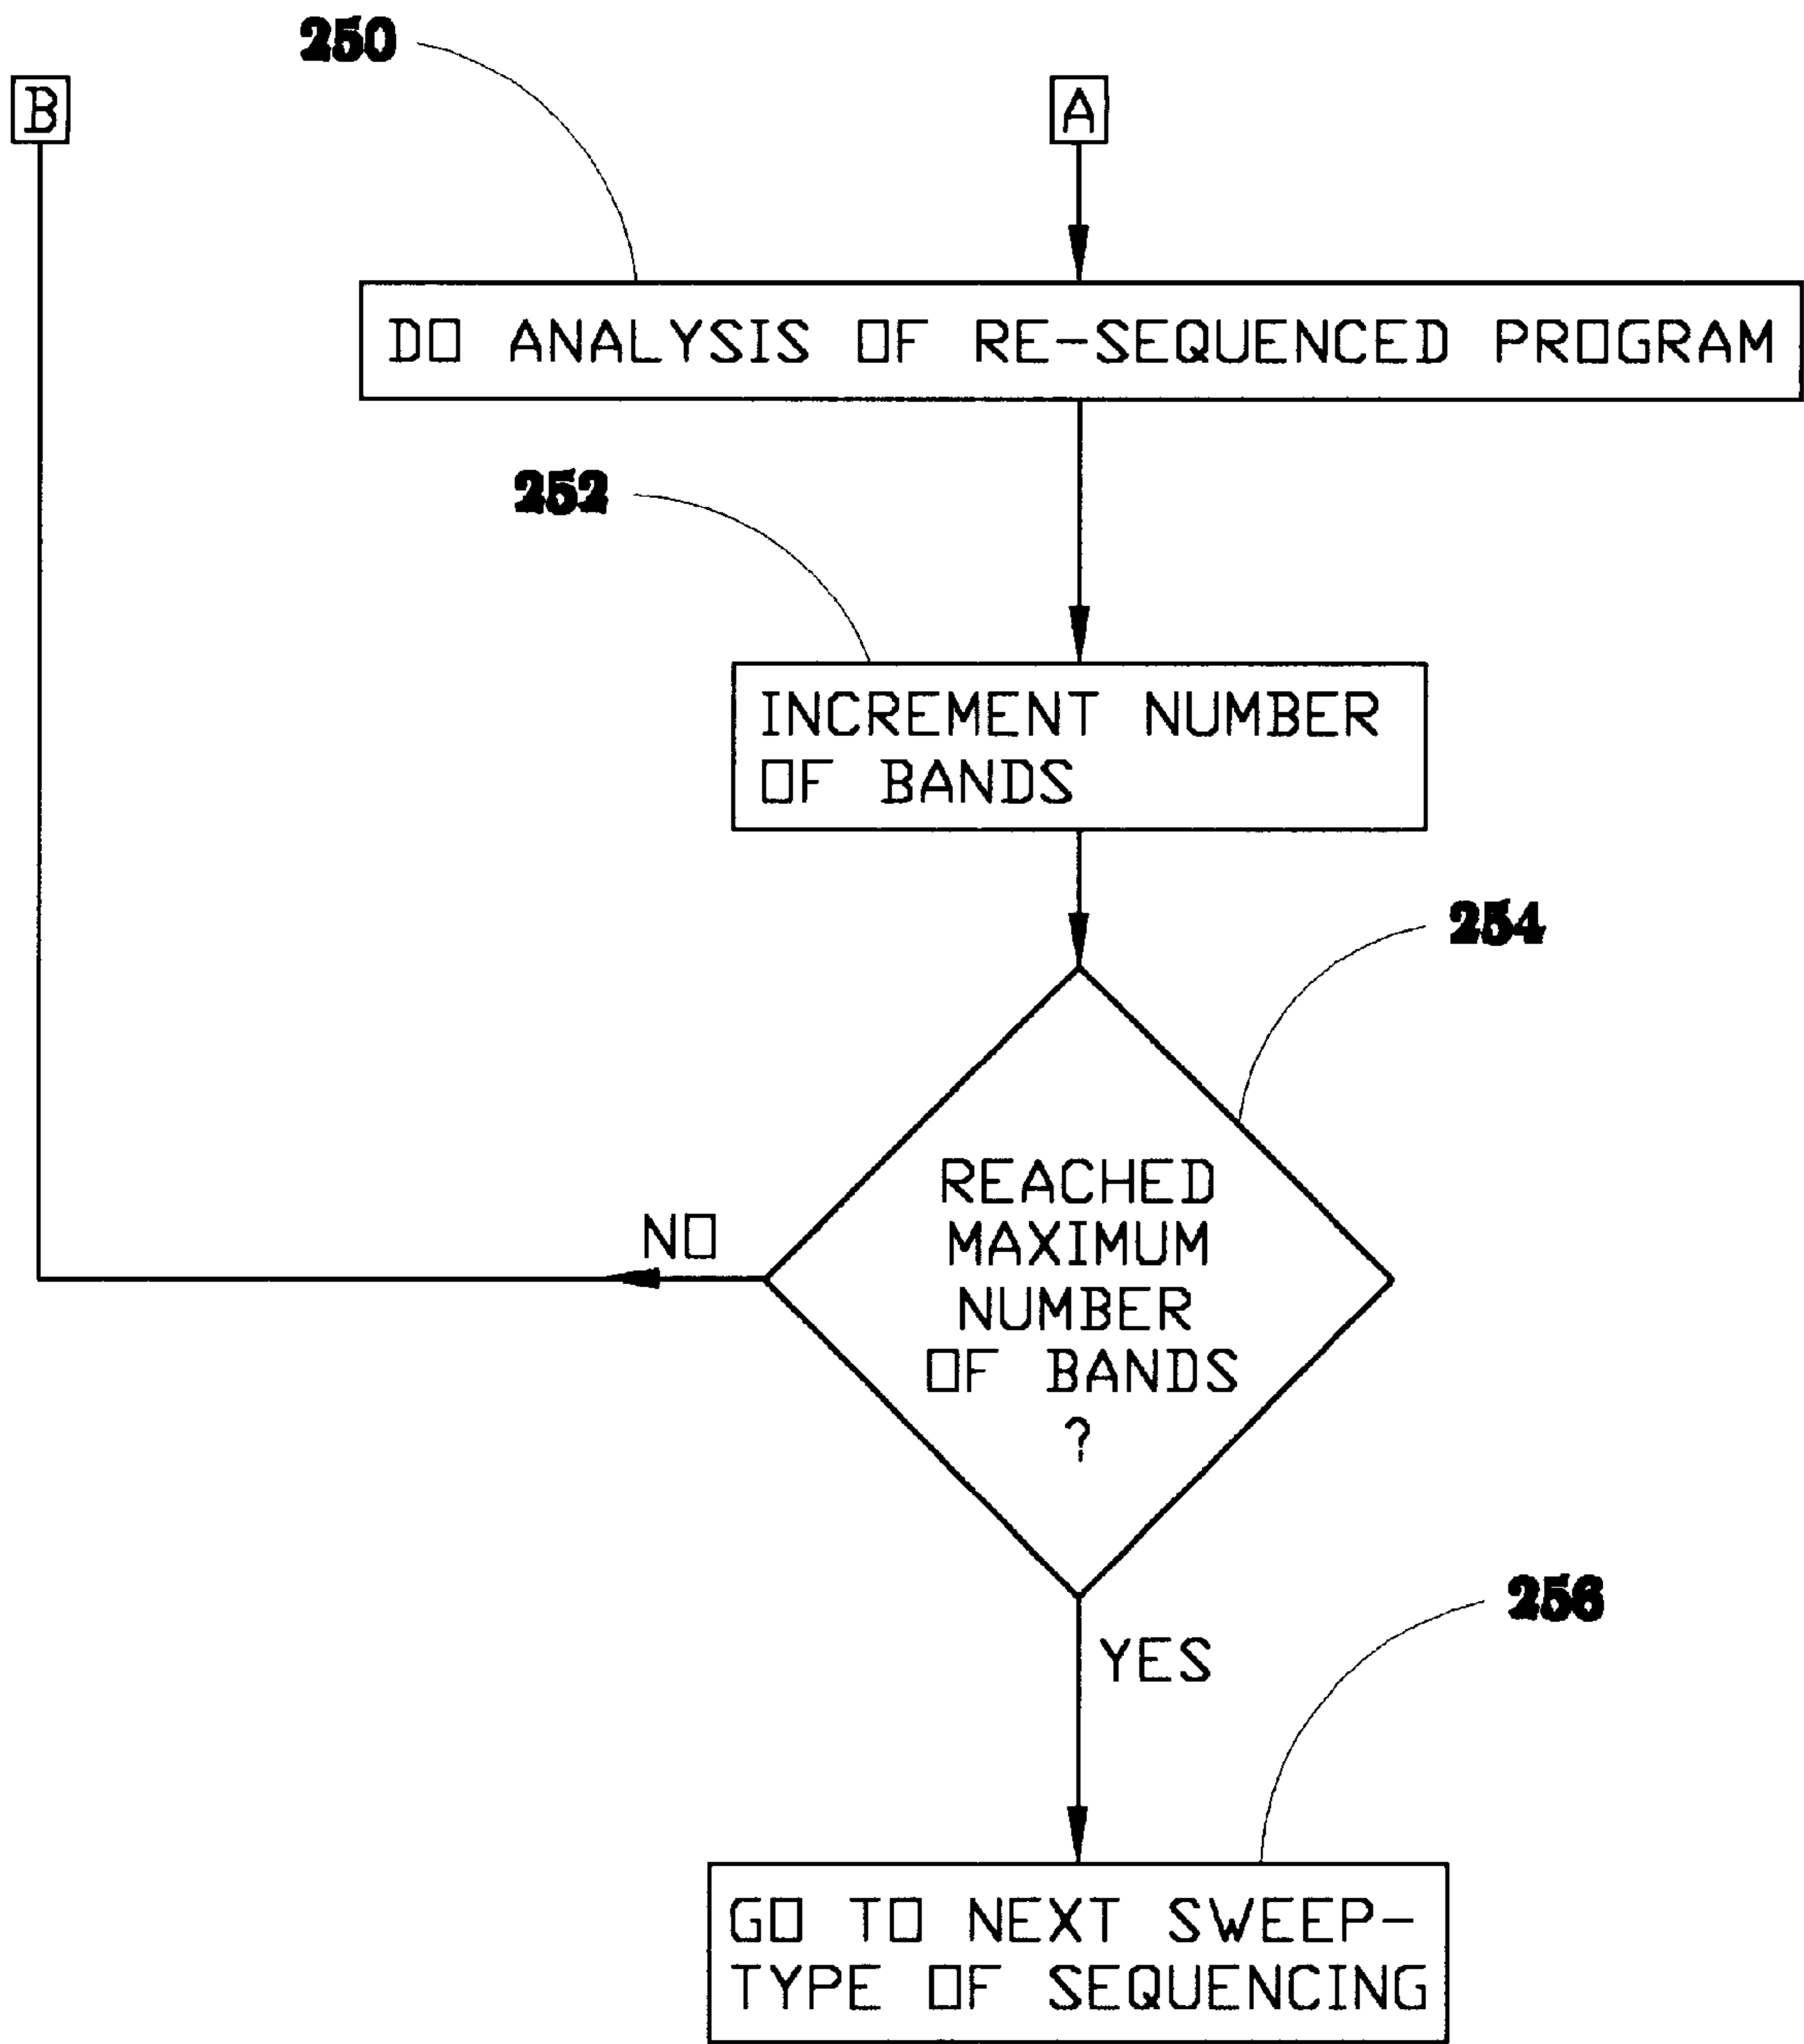 250
B
A
DO ANALYSIS OF RE-SEQUENCED PROGRAM
252
INCREMENT NUMBER
OF BANDS
254
REACHED
MAXIMUM
NUMBER
OF BANDS
?
NO
YES
256
GO TO NEXT SWEEP-
TYPE OF SEQUENCING